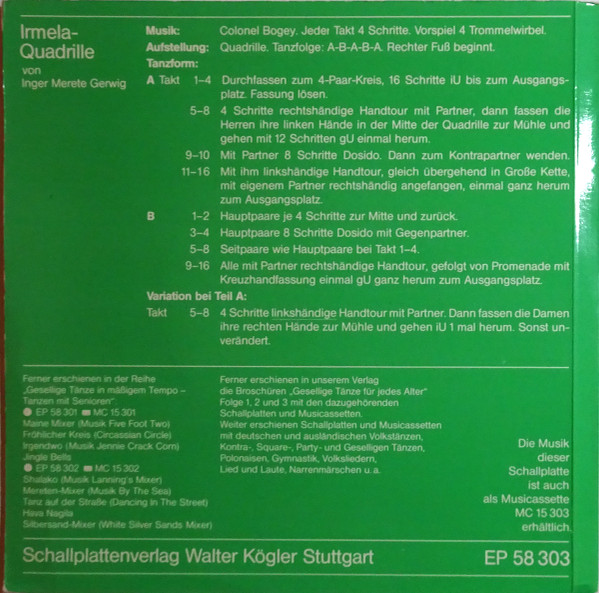 Irmela-
Quadrille
von
Inger Merete Gerwig
Musik: Colonel Bogey. Jeder Takt 4 Schritte. Vorspiel 4 Trommelwirbel.
Aufstellung: Quadrille. Tanzfolge: A-B-A-B-A. Rechter Fuß beginnt.
Tanzform:
A Takt 1–4 Durchfassen zum 4-Paar-Kreis, 16 Schritte iU bis zum Ausgangs-
platz. Fassung lösen.
5–8 4 Schritte rechtshändige Handtour mit Partner, dann fassen die
Herren ihre linken Hände in der Mitte der Quadrille zur Mühle und
gehen mit 12 Schritten gU einmal herum.
9–10 Mit Partner 8 Schritte Dosido. Dann zum Kontrapartner wenden.
11–16 Mit ihm linkshändige Handtour, gleich übergehend in Große Kette,
mit eigenem Partner rechtshändig angefangen, einmal ganz herum
zum Ausgangsplatz.
B 1–2 Hauptpaare je 4 Schritte zur Mitte und zurück.
3–4 Hauptpaare 8 Schritte Dosido mit Gegenpartner.
5–8 Seitpaare wie Hauptpaare bei Takt 1–4.
9–16 Alle mit Partner rechtshändige Handtour, gefolgt von Promenade mit
Kreuzhandfassung einmal gU ganz herum zum Ausgangsplatz.
Variation bei Teil A:
Takt 5–8 4 Schritte linkshändige Handtour mit Partner. Dann fassen die Damen
ihre rechten Hände zur Mühle und gehen iU 1 mal herum. Sonst un-
verändert.
Ferner erschienen in der Reihe
„Gesellige Tänze in mäßigem Tempo –
Tanzen mit Senioren“
EP 58 301 MC 15 301
Maine Mixer (Musik Five Foot Two)
Fröhlicher Kreis (Circassian Circle)
Irgendwo (Musik Jennie Crack Corn)
Jingle Bells
EP 58 302 MC 15 302
Shalako (Musik Lanning's Mixer)
Mareten-Mixer (Musik By The Sea)
Tanz auf der Straße (Dancing In The Street)
Hava Nagila
Silbersand-Mixer (White Silver Sands Mixer)
Ferner erschienen in unserem Verlag
die Broschüren „Gesellige Tänze für jedes Alter“
Folge 1, 2 und 3 mit den dazugehörenden
Schallplatten und Musicassetten.
Weiter erschienen Schallplatten und Musicassetten
mit deutschen und ausländischen Volkstänzen,
Kontra-, Square-, Party- und Geselligen Tänzen,
Polonaisen, Gymnastik, Volksliedern,
Lied und Laute, Narrenmärschen u.a.
Die Musik
dieser
Schallplatte
ist auch
als Musicassette
MC 15 303
erhältlich.
Schallplattenverlag Walter Kögler Stuttgart EP 58 303